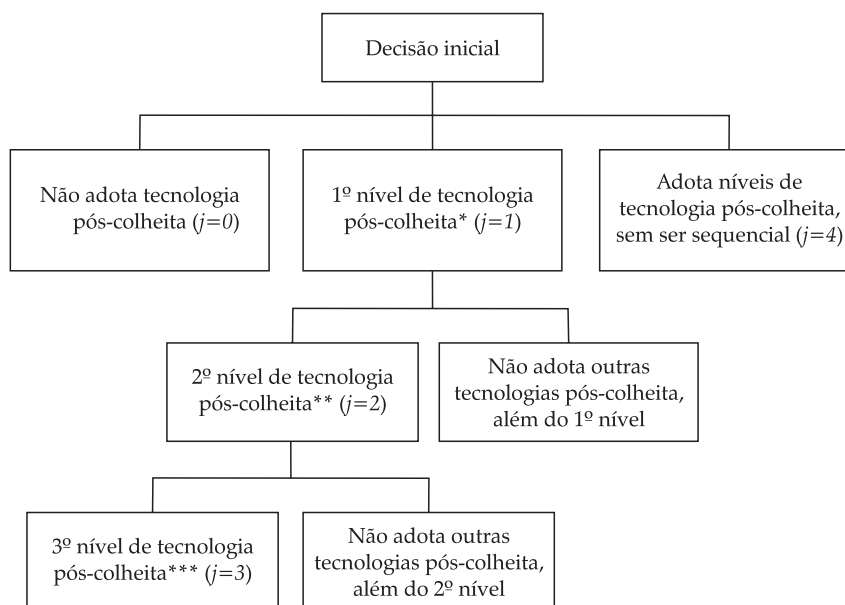 Decisão inicial
Não adota tecnologia
pós-colheita (j=0)
1º nível de tecnologia
pós-colheita* (j=1)
Adota níveis de
tecnologia pós-colheita,
sem ser sequencial (j=4)
2º nível de tecnologia
pós-colheita** (j=2)
Não adota outras
tecnologias pós-colheita,
além do 1º nível
3º nível de tecnologia
pós-colheita*** (j=3)
Não adota outras
tecnologias pós-colheita,
além do 2º nível